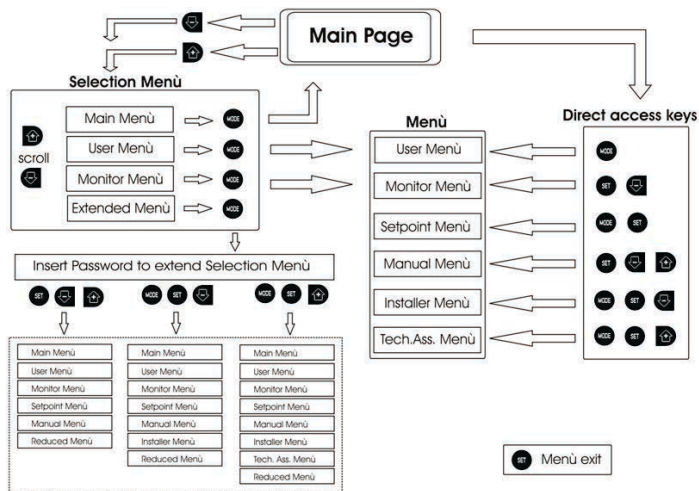 Main Page
Selection Menù
Main Menù MODE
User Menù MODE
scroll
Monitor Menù MODE
Extended Menù MODE
Menù
User Menù
Monitor Menù
Setpoint Menù
Manual Menù
Installer Menù
Tech.Ass. Menù
Direct access keys
MODE
SET
MODE SET
SET
MODE SET
MODE SET
Insert Password to extend Selection Menù
SET
MODE SET
MODE SET
Main Menù
User Menù
Monitor Menù
Setpoint Menù
Manual Menù
Reduced Menù
Main Menù
User Menù
Monitor Menù
Setpoint Menù
Manual Menù
Installer Menù
Reduced Menù
Main Menù
User Menù
Monitor Menù
Setpoint Menù
Manual Menù
Installer Menù
Tech. Ass. Menù
Reduced Menù
SET Menù exit